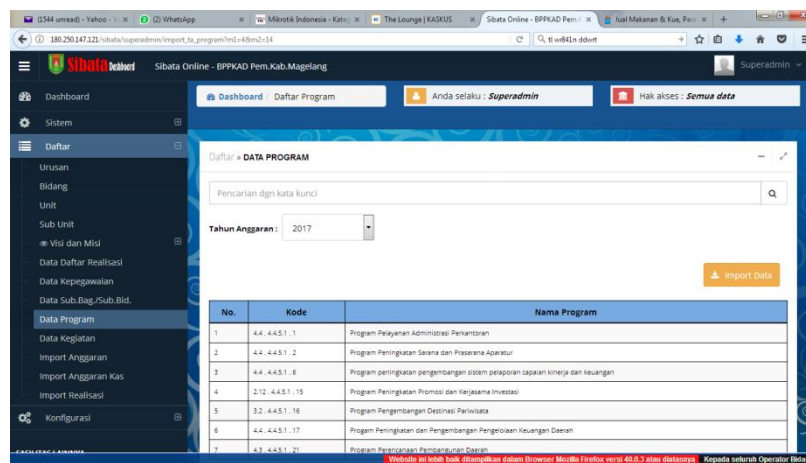 (1544 unread) - Yahoo -
(2) WhatsApp
Mikrotik Indonesia - Kateg
The Lounge | KASKUS
Sibata Online - BPPKAD Pem.K
Jual Makanan & Kue, Per
180.250.147.121/sibata/superadmin/import_ta_program?m1=4&m2=14
tl wr841n ddwrt
Sibata Dashboard
Sibata Online - BPPKAD Pem.Kab.Magelang
Superadmin
Dashboard
Dashboard / Daftar Program
Anda selaku : Superadmin
Hak akses : Semua data
Sistem
Daftar
Urusan
Bidang
Unit
Sub Unit
Visi dan Misi
Data Daftar Realisasi
Data Kepegawaian
Data Sub.Bag./Sub.Bid.
Data Program
Data Kegiatan
Import Anggaran
Import Anggaran Kas
Import Realisasi
Konfigurasi
FASILITAS LAINNYA
Daftar » DATA PROGRAM
Pencarian dgn kata kunci
Tahun Anggaran : 2017
Import Data
No. Kode Nama Program
1 4.4 . 4.4.5.1 . 1 Program Pelayanan Administrasi Perkantoran
2 4.4 . 4.4.5.1 . 2 Program Peningkatan Sarana dan Prasarana Aparatur
3 4.4 . 4.4.5.1 . 6 Program peningkatan pengembangan sistem pelaporan capaian kinerja dan keuangan
4 2.12 . 4.4.5.1 . 15 Program Peningkatan Promosi dan Kerjasama Investasi
5 3.2 . 4.4.5.1 . 16 Program Pengembangan Destinasi Pariwisata
6 4.4 . 4.4.5.1 . 17 Progam Peningkatan dan Pengembangan Pengelolaan Keuangan Daerah
7 4.3 . 4.4.5.1 . 21 Program Perencanaan Pembangunan Daerah
Website ini lebih baik ditampilkan dalam Browser Mozilla Firefox versi 40.0.3 atau diatasnya Kepada seluruh Operator Bida